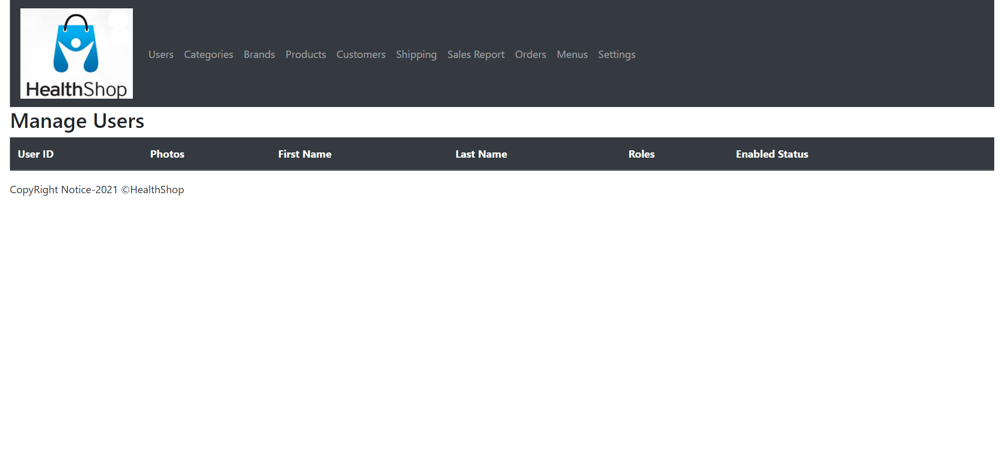 HealthShop
Users Categories Brands Products Customers Shipping Sales Report Orders Menus Settings
Manage Users
User ID Photos First Name Last Name Roles Enabled Status
CopyRight Notice-2021 ©HealthShop